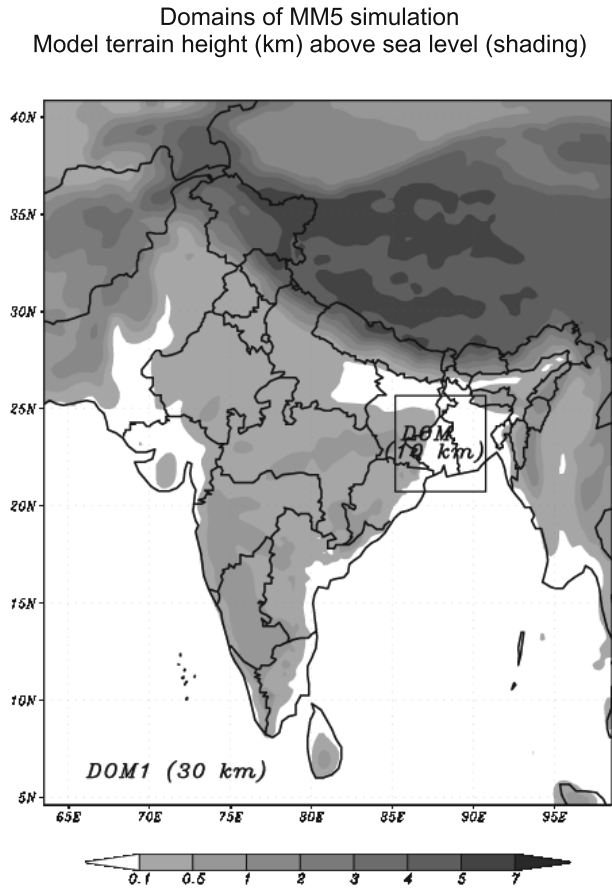 Domains of MM5 simulation
Model terrain height (km) above sea level (shading)
40N
35N
30N
25N
20N
15N
10N
5N
DOM
km)
DOM1 (30 km)
65E 70E 75E 80E 85E 90E 95E
0.1 0.5 1 2 3 4 5 7